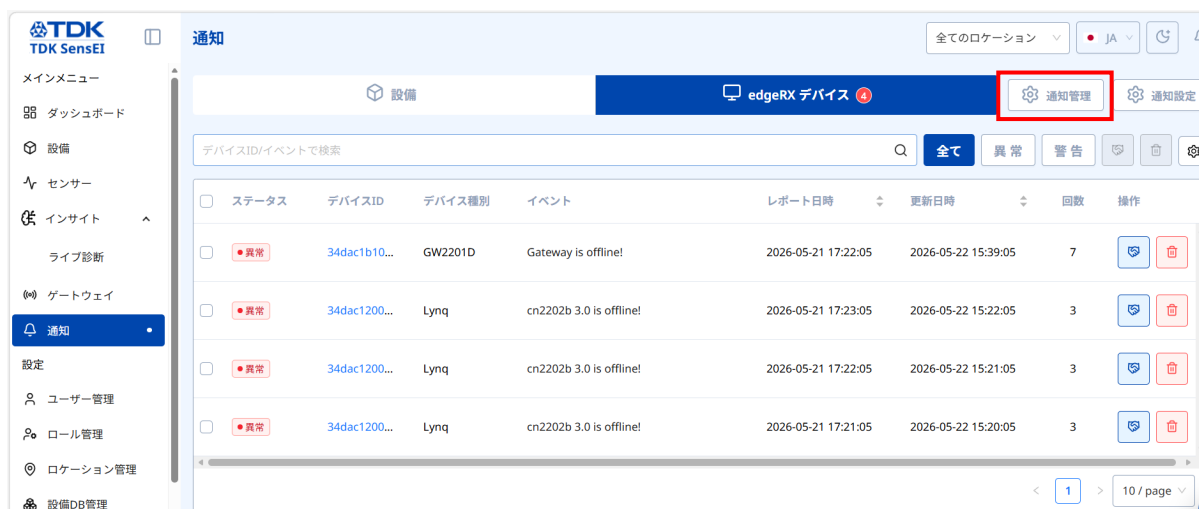 TDK
TDK SensEI
通知
全てのロケーション
JA
メインメニュー
ダッシュボード
設備
センサー
インサイト
ライブ診断
ゲートウェイ
通知
設定
ユーザー管理
ロール管理
ロケーション管理
設備DB管理
設備
edgeRX デバイス 4
通知管理
通知設定
デバイスID/イベントで検索
全て
異常
警告
ステータス デバイスID デバイス種別 イベント レポート日時 更新日時 回数 操作
異常 34dac1b10... GW2201D Gateway is offline! 2026-05-21 17:22:05 2026-05-22 15:39:05 7
異常 34dac1200... Lynq cn2202b 3.0 is offline! 2026-05-21 17:23:05 2026-05-22 15:22:05 3
異常 34dac1200... Lynq cn2202b 3.0 is offline! 2026-05-21 17:22:05 2026-05-22 15:21:05 3
異常 34dac1200... Lynq cn2202b 3.0 is offline! 2026-05-21 17:21:05 2026-05-22 15:20:05 3
< 1 > 10 / page